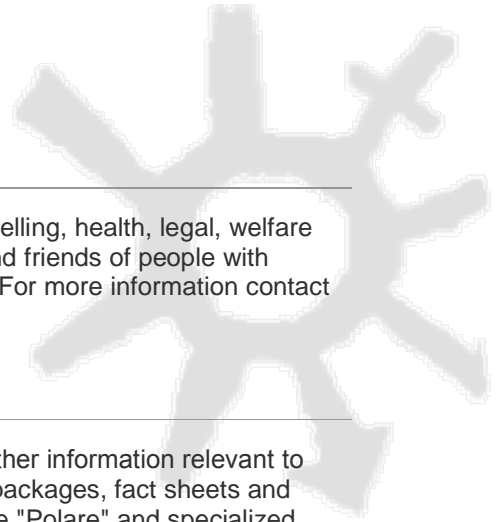 elling, health, legal, welfare
nd friends of people with
For more information contact
ther information relevant to
packages, fact sheets and
e "Polare" and specialized